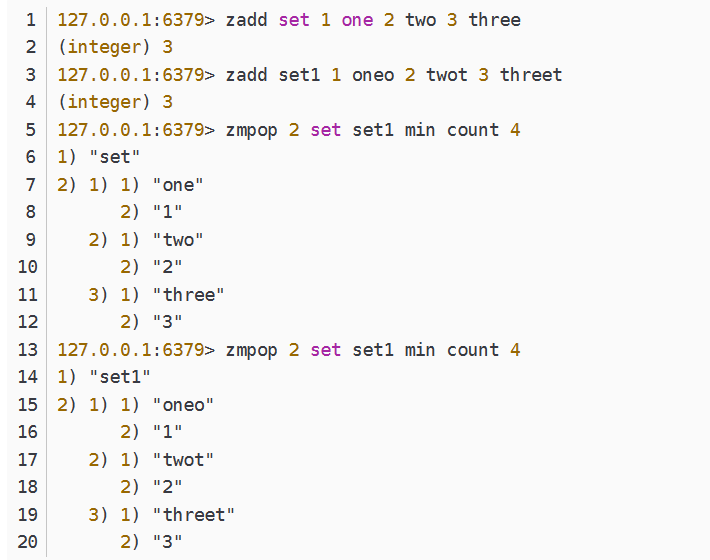 1 127.0.0.1:6379> zadd set 1 one 2 two 3 three
2 (integer) 3
3 127.0.0.1:6379> zadd set1 1 oneo 2 twot 3 threet
4 (integer) 3
5 127.0.0.1:6379> zmpop 2 set set1 min count 4
6 1) "set"
7 2) 1) 1) "one"
8       2) "1"
9    2) 1) "two"
10       2) "2"
11    3) 1) "three"
12       2) "3"
13 127.0.0.1:6379> zmpop 2 set set1 min count 4
14 1) "set1"
15 2) 1) 1) "oneo"
16       2) "1"
17    2) 1) "twot"
18       2) "2"
19    3) 1) "threet"
20       2) "3"